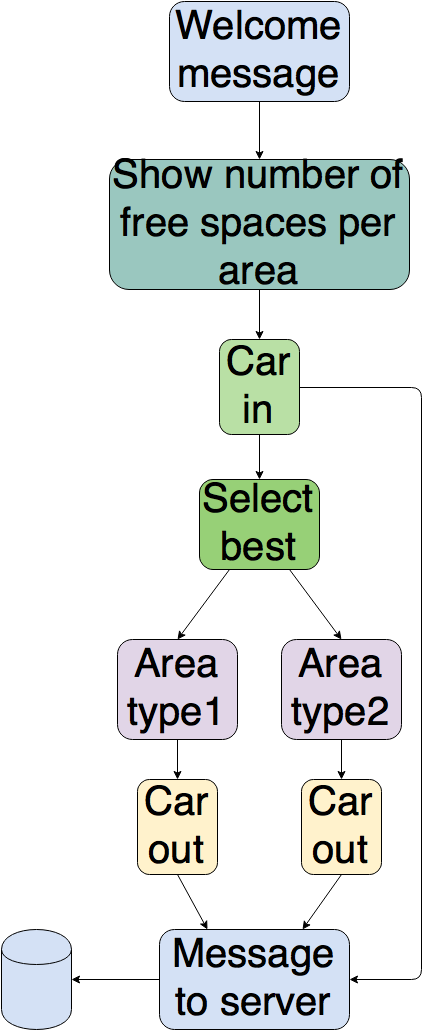 Welcome
message
Show number of
free spaces per
area
Car
in
Select
best
Area
type1
Area
type2
Car
out
Car
out
Message
to server